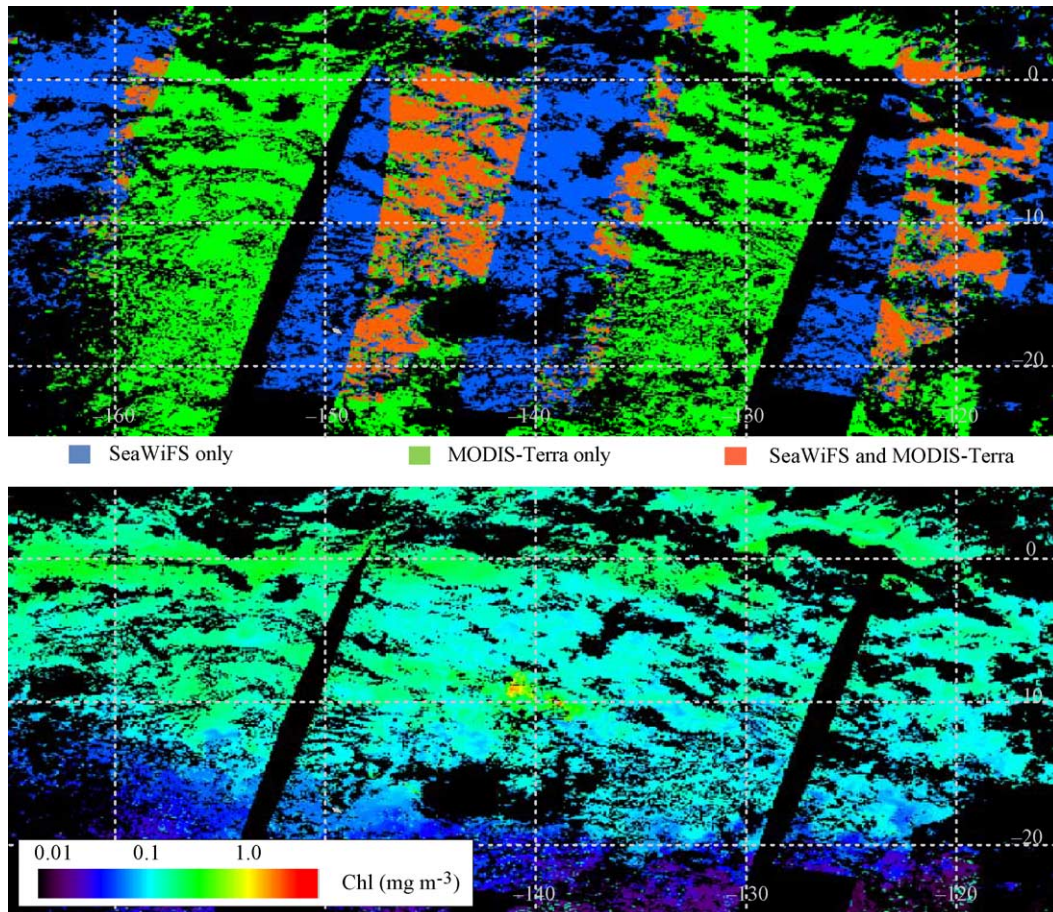 0
–10
–20
–160
–150
–140
–130
–120
SeaWiFS only
MODIS-Terra only
SeaWiFS and MODIS-Terra
0
–10
–20
0.01 0.1 1.0
Chl (mg m-3)
–140
–130
–120